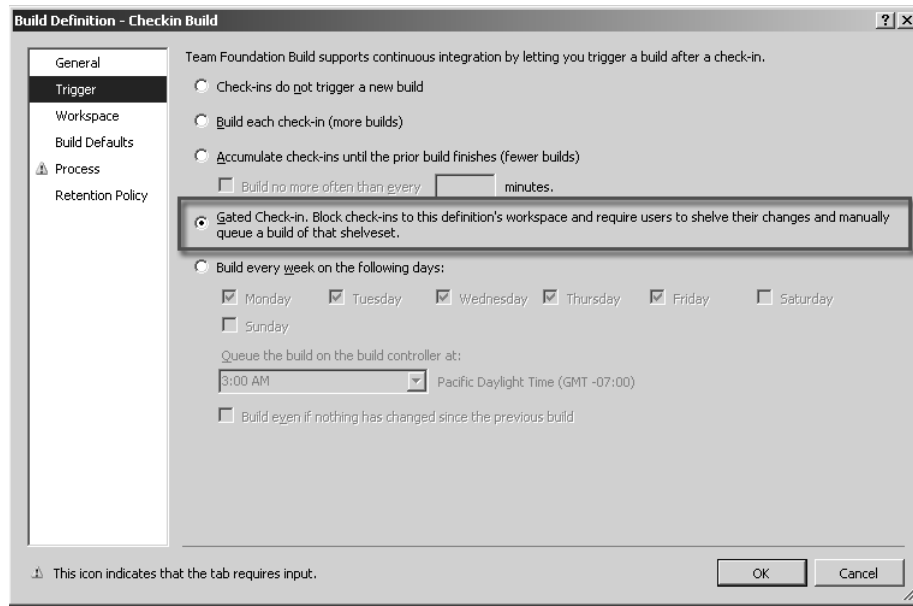 Build Definition - Checkin Build
General
Trigger
Workspace
Build Defaults
Process
Retention Policy
Team Foundation Build supports continuous integration by letting you trigger a build after a check-in.
Check-ins do not trigger a new build
Build each check-in (more builds)
Accumulate check-ins until the prior build finishes (fewer builds)
Build no more often than every minutes.
Gated Check-in. Block check-ins to this definition's workspace and require users to shelve their changes and manually
queue a build of that shelveset.
Build every week on the following days:
Monday Tuesday Wednesday Thursday Friday Saturday
Sunday
Queue the build on the build controller at:
3:00 AM Pacific Daylight Time (GMT -07:00)
Build even if nothing has changed since the previous build
This icon indicates that the tab requires input.
OK Cancel